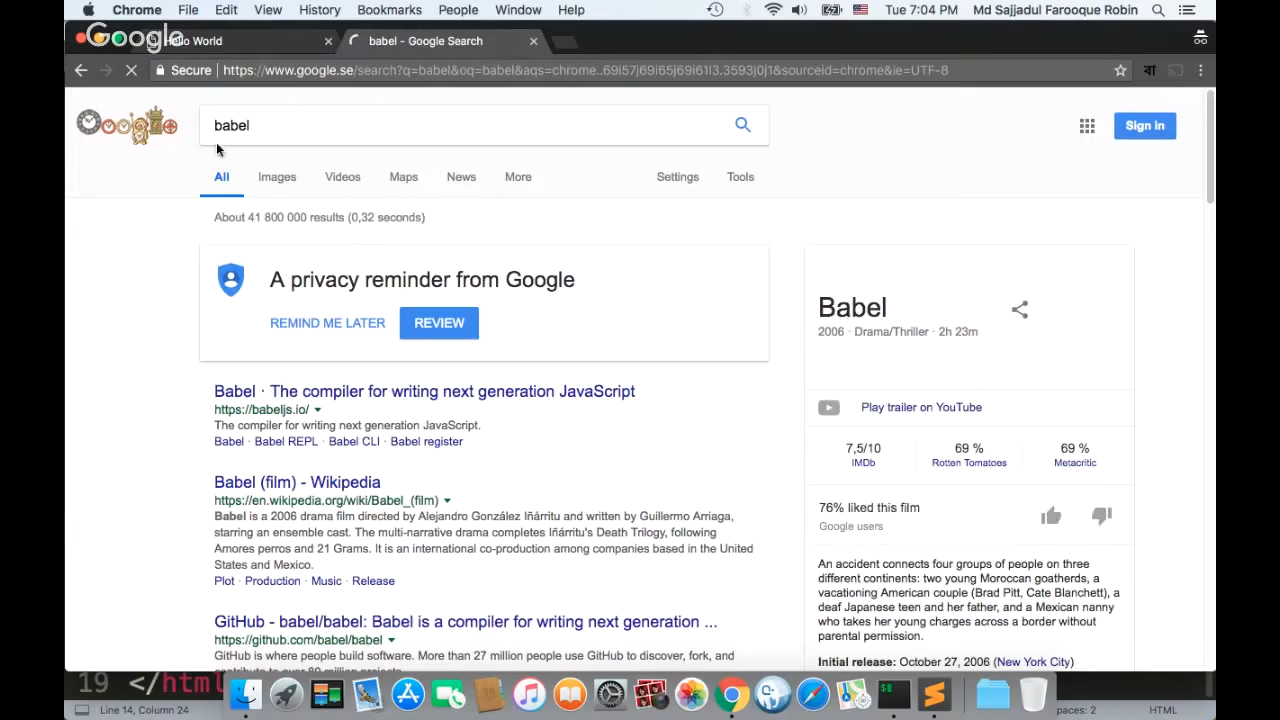 Chrome File Edit View History Bookmarks People Window Help Tue 7:04 PM Md Sajjadul Farooque Robin
Google
Hello World
babel - Google Search
Secure https://www.google.se/search?q=babel&oq=babel&aqs=chrome..69i57j69i65j69i61l3.3593j0j1&sourceid=chrome&ie=UTF-8
বা
babel
Sign in
All Images Videos Maps News More Settings Tools
About 41 800 000 results (0,32 seconds)
A privacy reminder from Google
REMIND ME LATER REVIEW
Babel · The compiler for writing next generation JavaScript
https://babeljs.io/
The compiler for writing next generation JavaScript.
Babel · Babel REPL · Babel CLI · Babel register
Babel (film) - Wikipedia
https://en.wikipedia.org/wiki/Babel_(film)
Babel is a 2006 drama film directed by Alejandro González Iñárritu and written by Guillermo Arriaga,
starring an ensemble cast. The multi-narrative drama completes Iñárritu's Death Trilogy, following
Amores perros and 21 Grams. It is an international co-production among companies based in the United
States and Mexico.
Plot · Production · Music · Release
GitHub - babel/babel: Babel is a compiler for writing next generation ...
https://github.com/babel/babel
GitHub is where people build software. More than 27 million people use GitHub to discover, fork, and
contribute to over 80 million projects.
Babel
2006 · Drama/Thriller · 2h 23m
Play trailer on YouTube
7,5/10 69 % 69 %
IMDb Rotten Tomatoes Metacritic
76% liked this film
Google users
An accident connects four groups of people on three
different continents: two young Moroccan goatherds, a
vacationing American couple (Brad Pitt, Cate Blanchett), a
deaf Japanese teen and her father, and a Mexican nanny
who takes her young charges across a border without
parental permission.
Initial release: October 27, 2006 (New York City)
19 </html
Line 14, Column 24 paces: 2 HTML